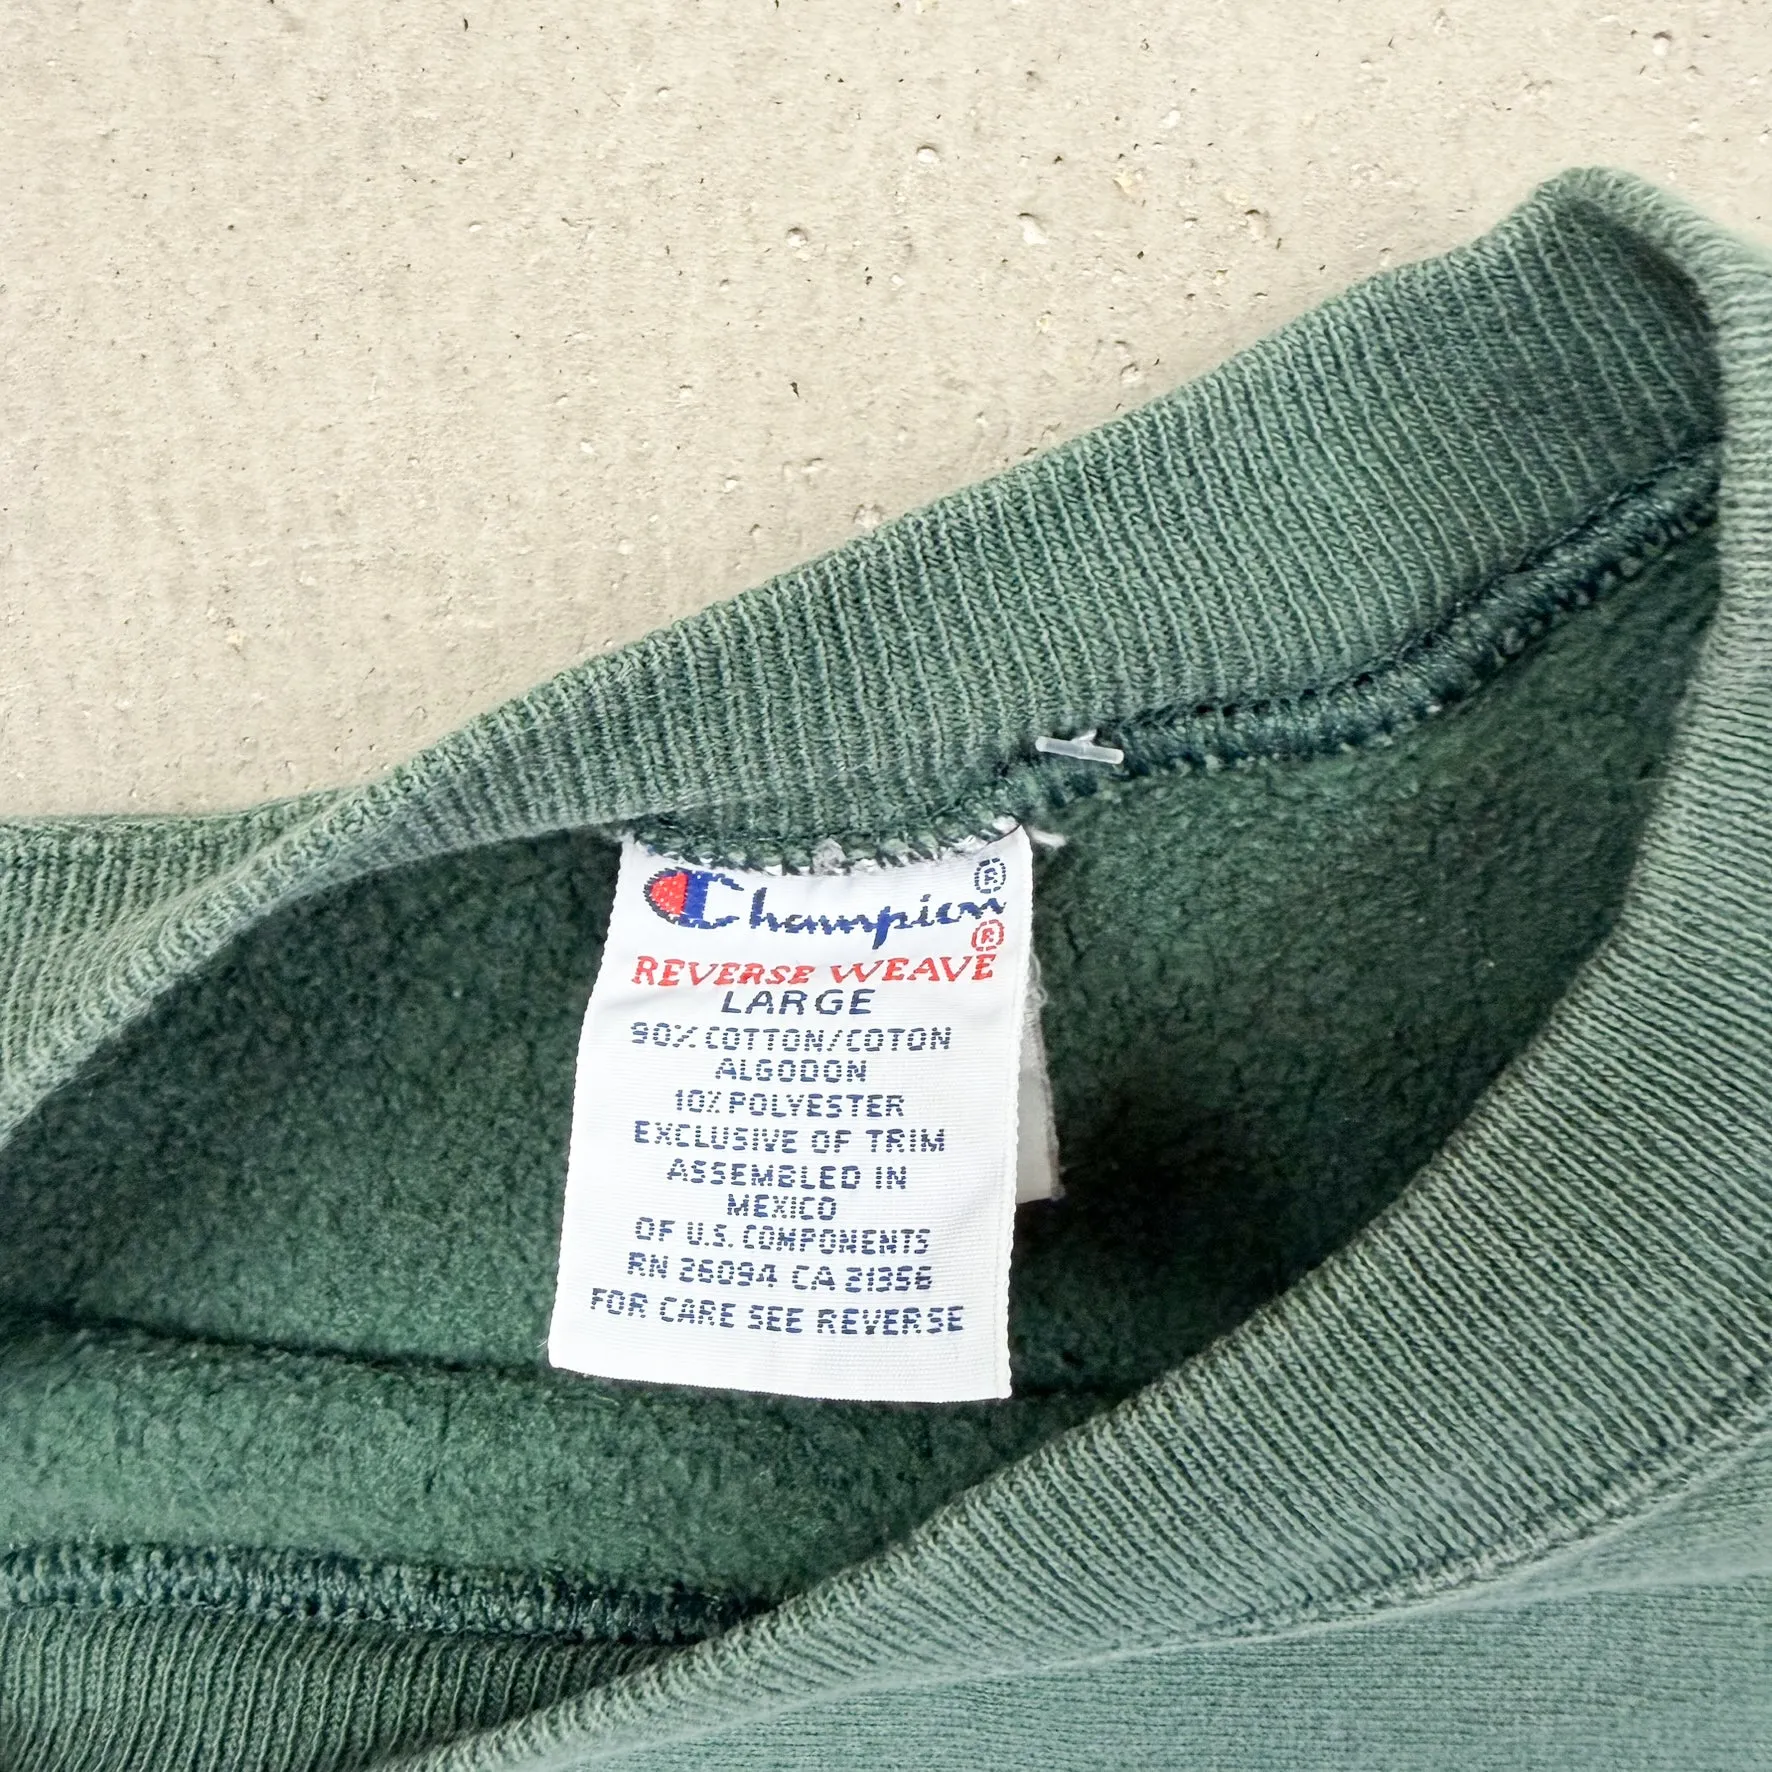 Champion®
REVERSE WEAVE®
LARGE
90% COTTON/COTON
ALGODON
10% POLYESTER
EXCLUSIVE OF TRIM
ASSEMBLED IN
MEXICO
OF U.S. COMPONENTS
RN 26094 CA 21356
FOR CARE SEE REVERSE